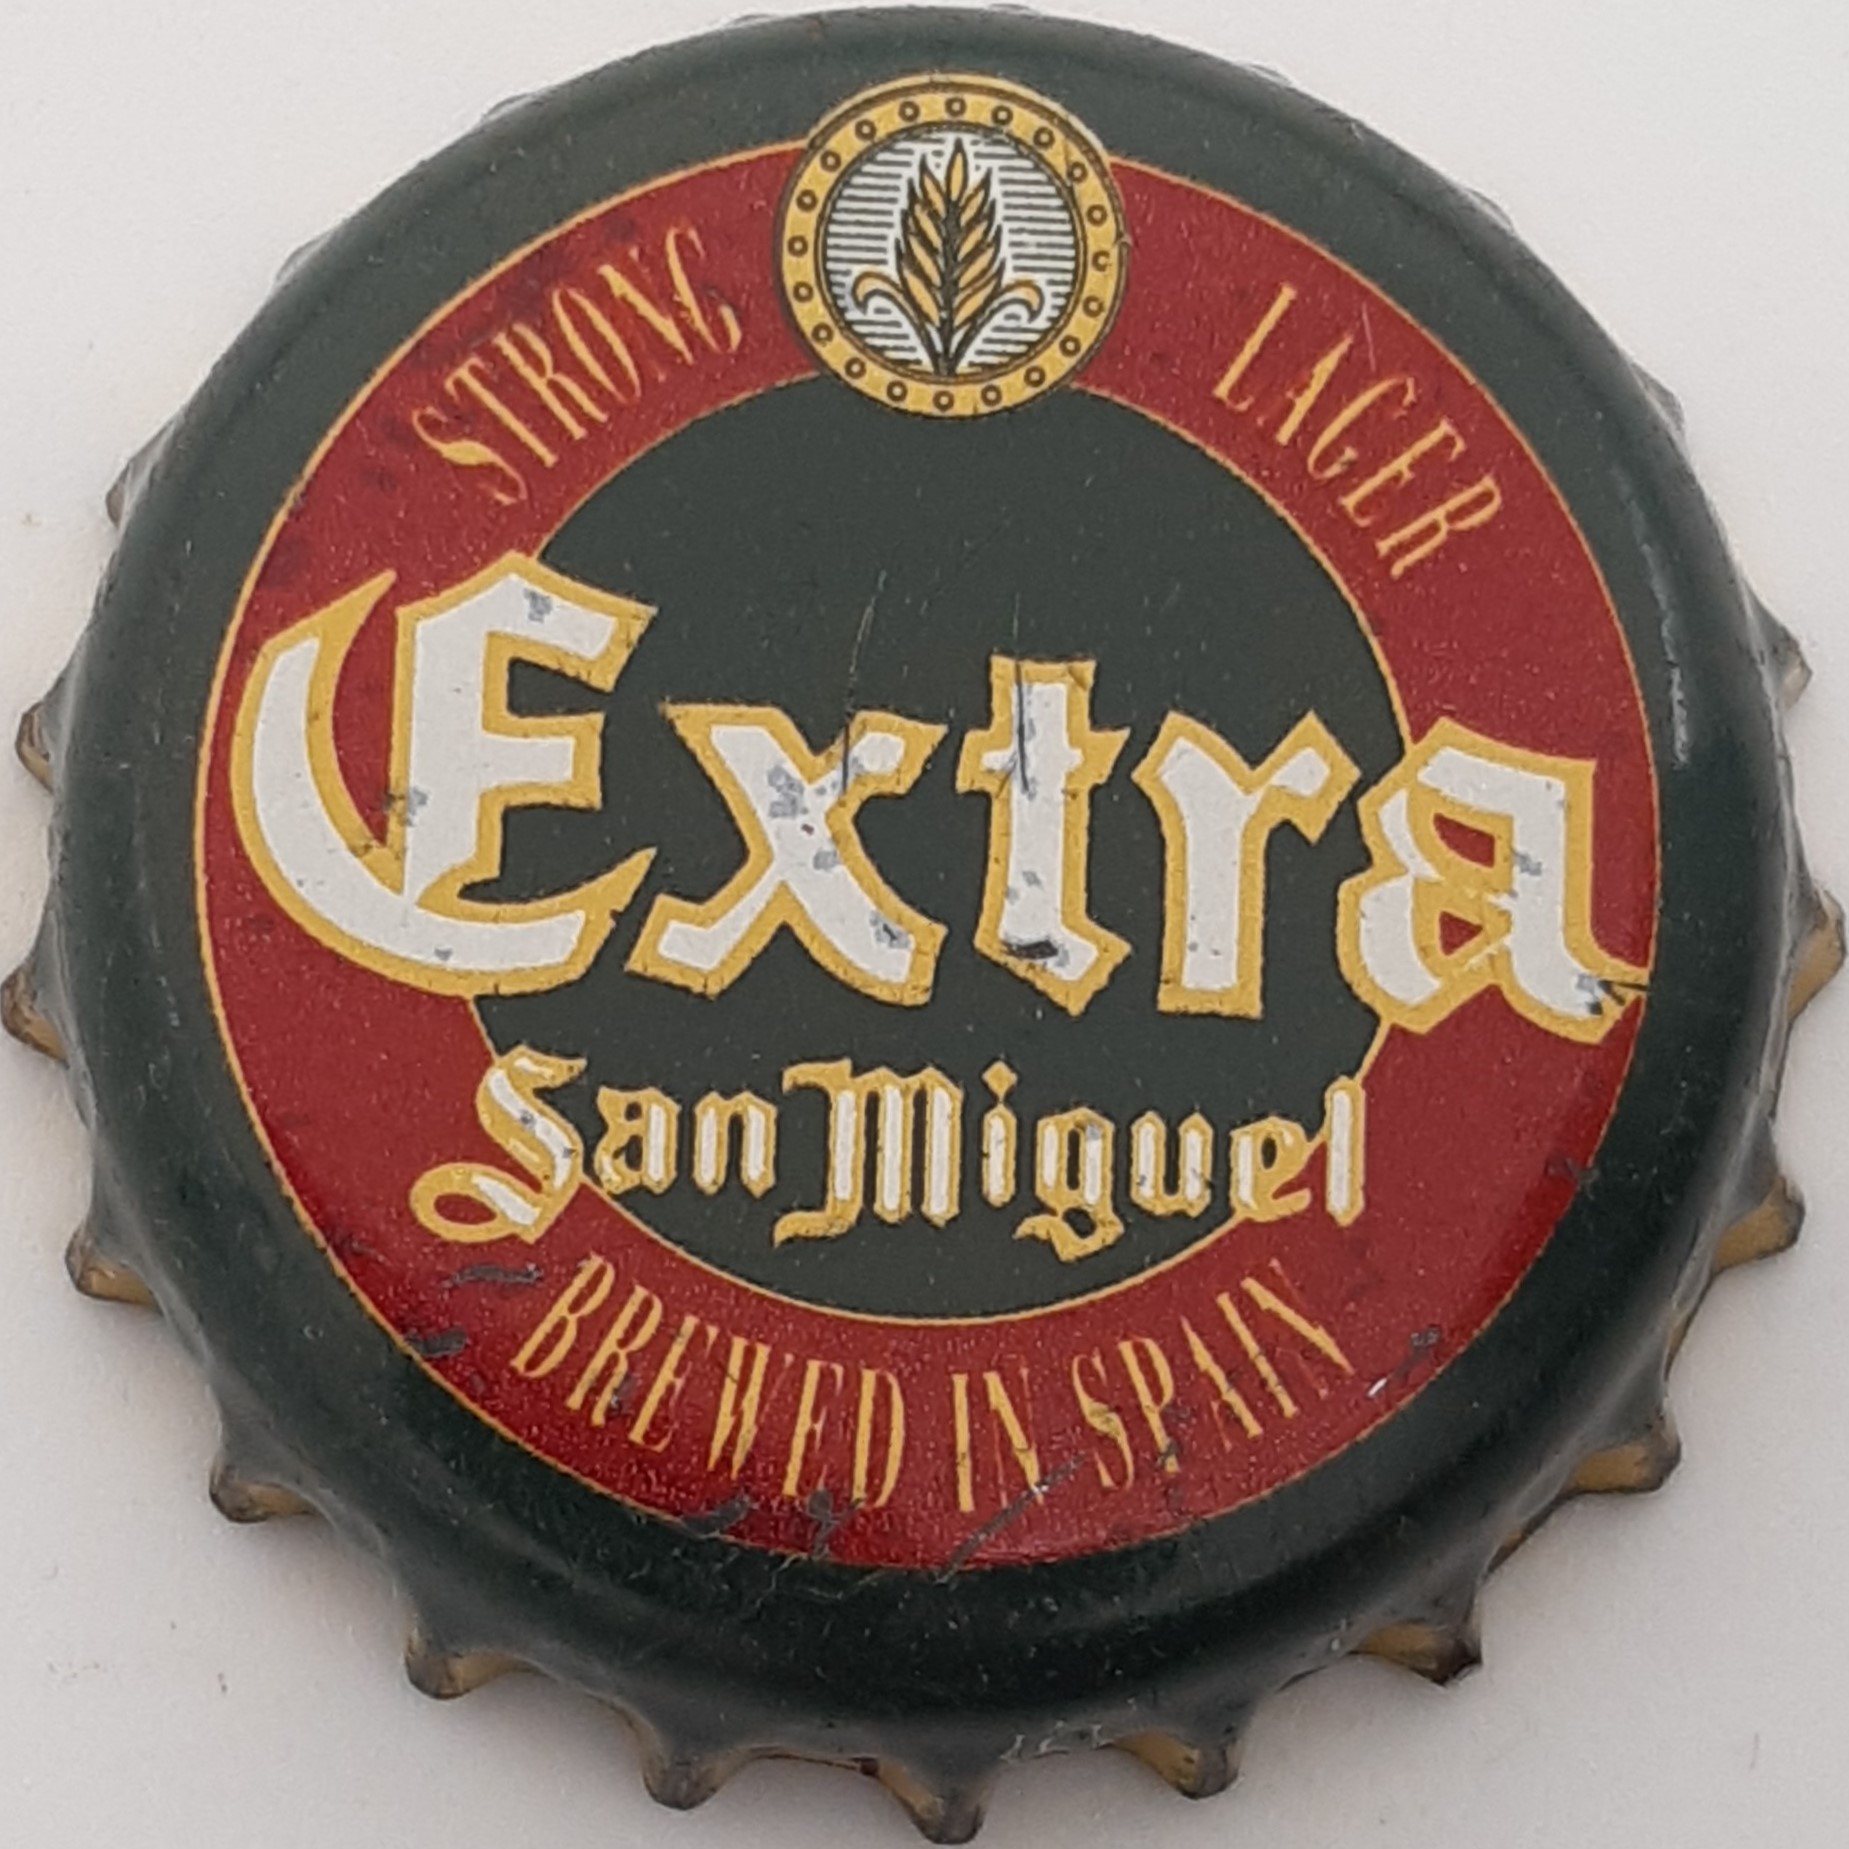 STRONG LAGER
Extra
San Miguel
BREWED IN SPAIN